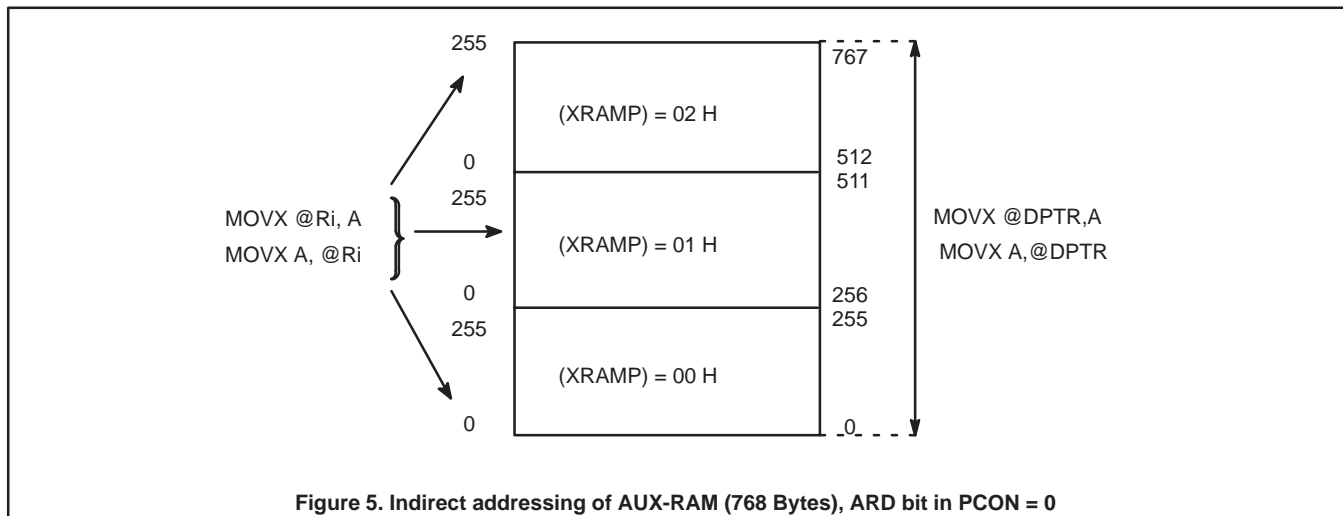 255
767
(XRAMP) = 02 H
0
512
511
255
MOVX @Ri, A
MOVX A, @Ri
(XRAMP) = 01 H
MOVX @DPTR,A
MOVX A,@DPTR
0
256
255
255
(XRAMP) = 00 H
0
0
Figure 5. Indirect addressing of AUX-RAM (768 Bytes), ARD bit in PCON = 0